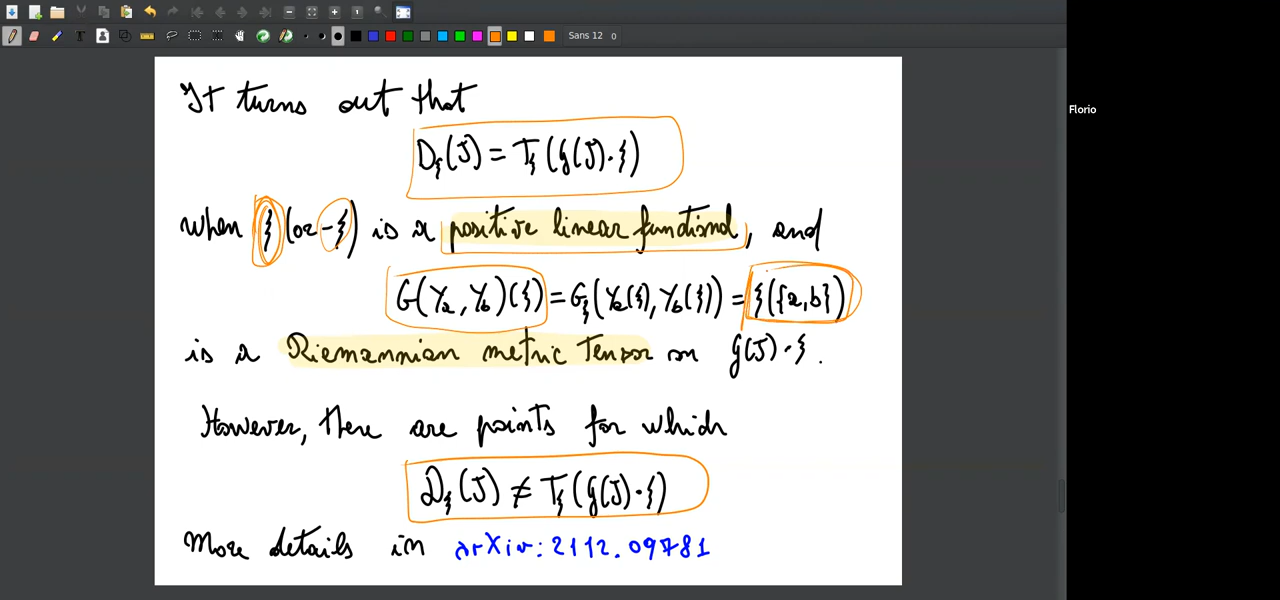 Sans 12
Florio
It turns out that
D_ξ(J) = T_ξ(G(J)·ξ)
when ξ (or -ξ) is a positive linear functional, and
G(Y_a, Y_b)(ξ) = G_ξ(Y_a(ξ), Y_b(ξ)) = ξ({a,b})
is a Riemannian metric tensor on G(J)·ξ.
However, there are points for which
D_ξ(J) ≠ T_ξ(G(J)·ξ)
More details in arXiv: 2112.09781